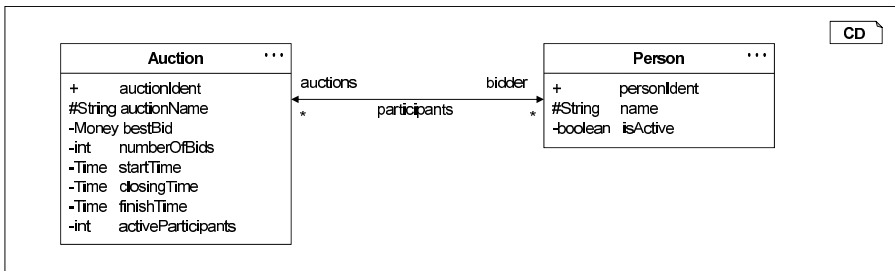 CD
Auction ...
+ auctionIdent
#String auctionName
-Money bestBid
-int numberOfBids
-Time startTime
-Time closingTime
-Time finishTime
-int activeParticipants
auctions bidder
participants
* *
Person ...
+ personIdent
#String name
-boolean isActive